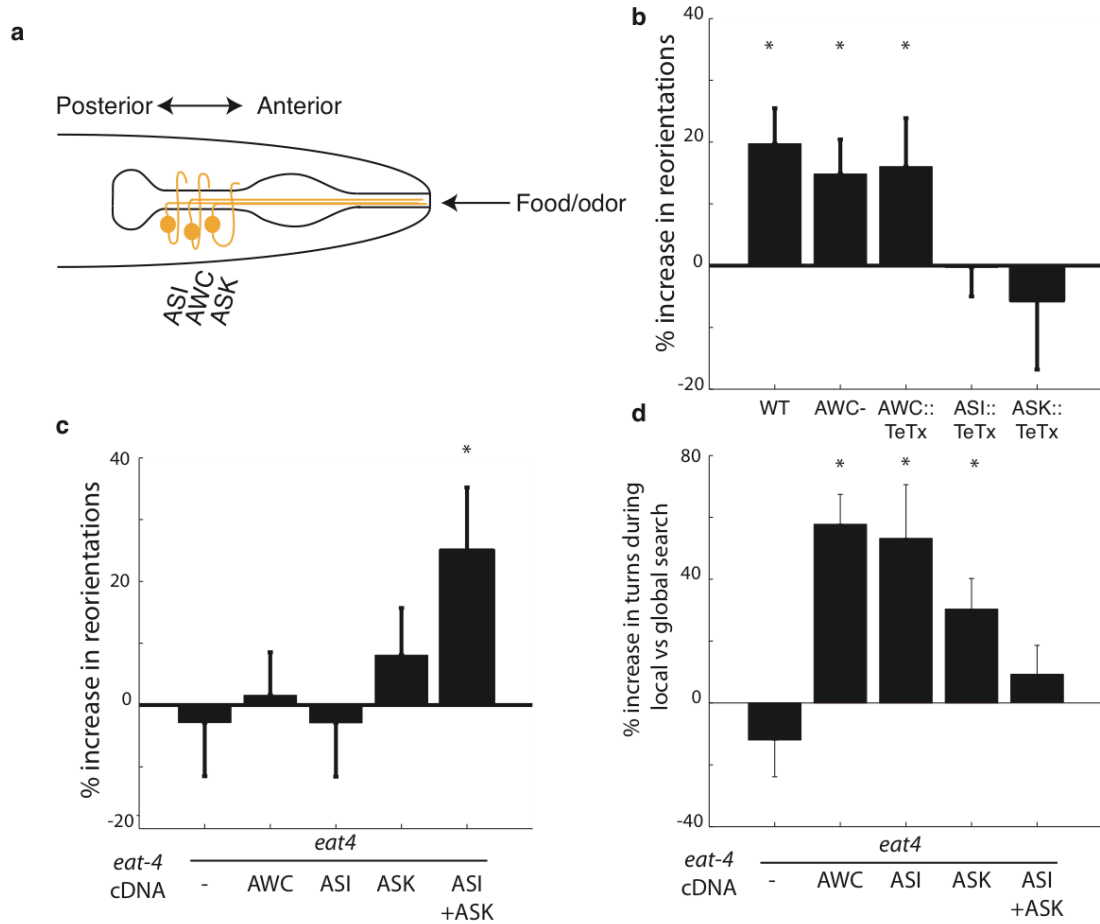 a
Posterior Anterior
Food/odor
ASI
AWC
ASK
b
% increase in reorientations
40
20
0
-20
* * *
WT AWC- AWC:: ASI:: ASK::
TeTx TeTx TeTx
c
% increase in reorientations
40
20
0
-20
*
eat4
eat-4
cDNA
- AWC ASI ASK ASI
+ASK
d
% increase in turns during
local vs global search
80
40
0
-40
* * *
eat4
eat-4
cDNA
- AWC ASI ASK ASI
+ASK